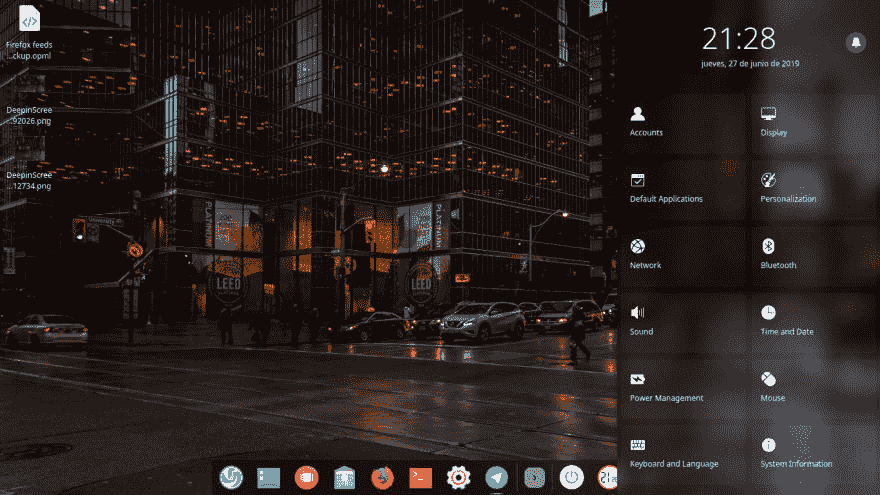 Firefox feeds
...ckup.opml
DeepinScree
...92026.png
DeepinScree
...12734.png
PLATINUM
LEED
PLATINUM
LEED
21:28
jueves, 27 de junio de 2019
Accounts
Display
Default Applications
Personalization
Network
Bluetooth
Sound
Time and Date
Power Management
Mouse
Keyboard and Language
System Information